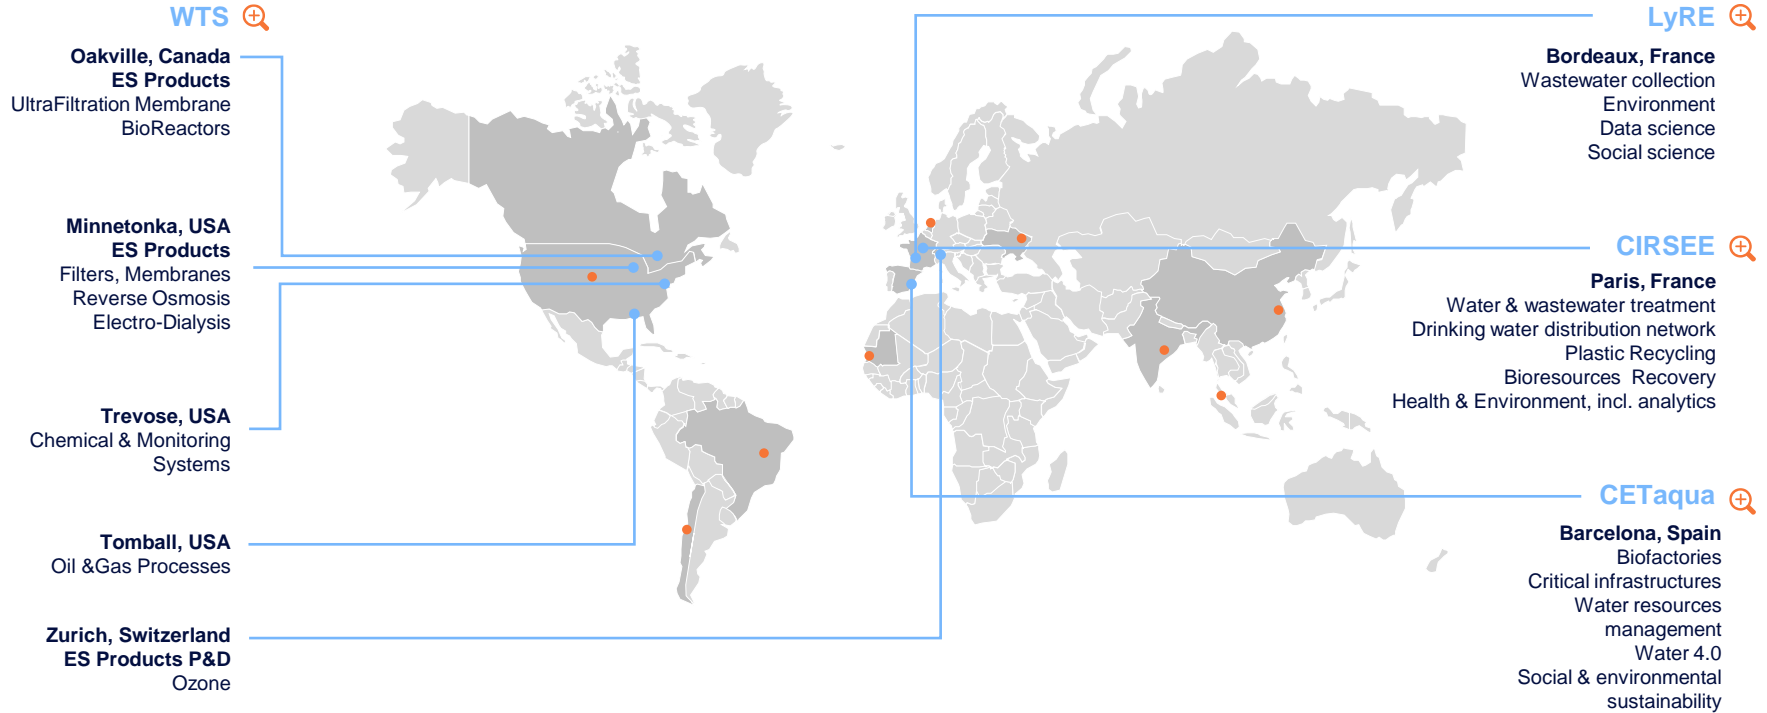 WTS
Oakville, Canada
ES Products
UltraFiltration Membrane
BioReactors
Minnetonka, USA
ES Products
Filters, Membranes
Reverse Osmosis
Electro-Dialysis
Trevose, USA
Chemical & Monitoring
Systems
Tomball, USA
Oil &Gas Processes
Zurich, Switzerland
ES Products P&D
Ozone
LyRE
Bordeaux, France
Wastewater collection
Environment
Data science
Social science
CIRSEE
Paris, France
Water & wastewater treatment
Drinking water distribution network
Plastic Recycling
Bioresources  Recovery
Health & Environment, incl. analytics
CETaqua
Barcelona, Spain
Biofactories
Critical infrastructures
Water resources
management
Water 4.0
Social & environmental
sustainability